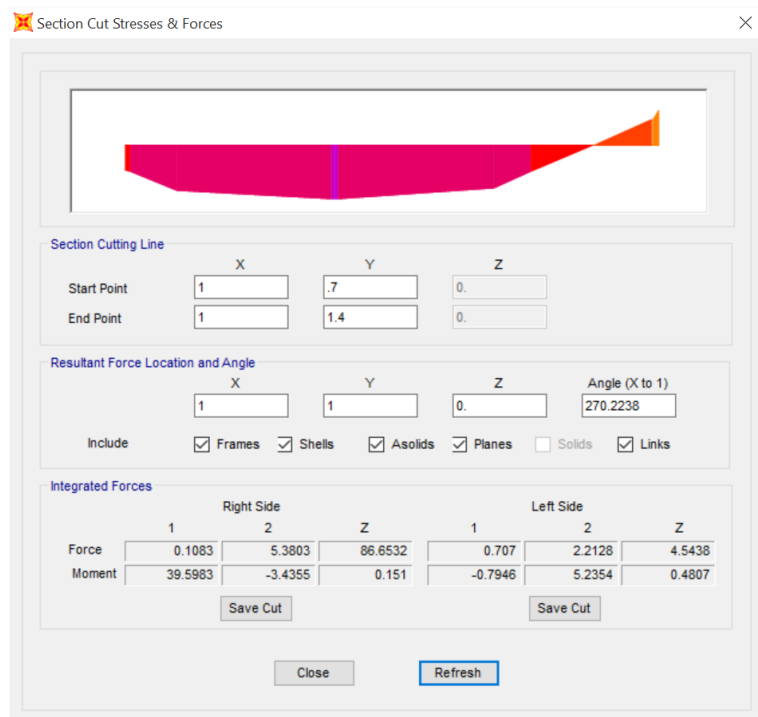 Section Cut Stresses & Forces
Section Cutting Line
X Y Z
Start Point 1 .7 0.
End Point 1 1.4 0.
Resultant Force Location and Angle
X Y Z Angle (X to 1)
1 1 0. 270.2238
Include Frames Shells Asolids Planes Solids Links
Integrated Forces
Right Side Left Side
1 2 Z 1 2 Z
Force 0.1083 5.3803 86.6532 0.707 2.2128 4.5438
Moment 39.5983 -3.4355 0.151 -0.7946 5.2354 0.4807
Save Cut Save Cut
Close Refresh